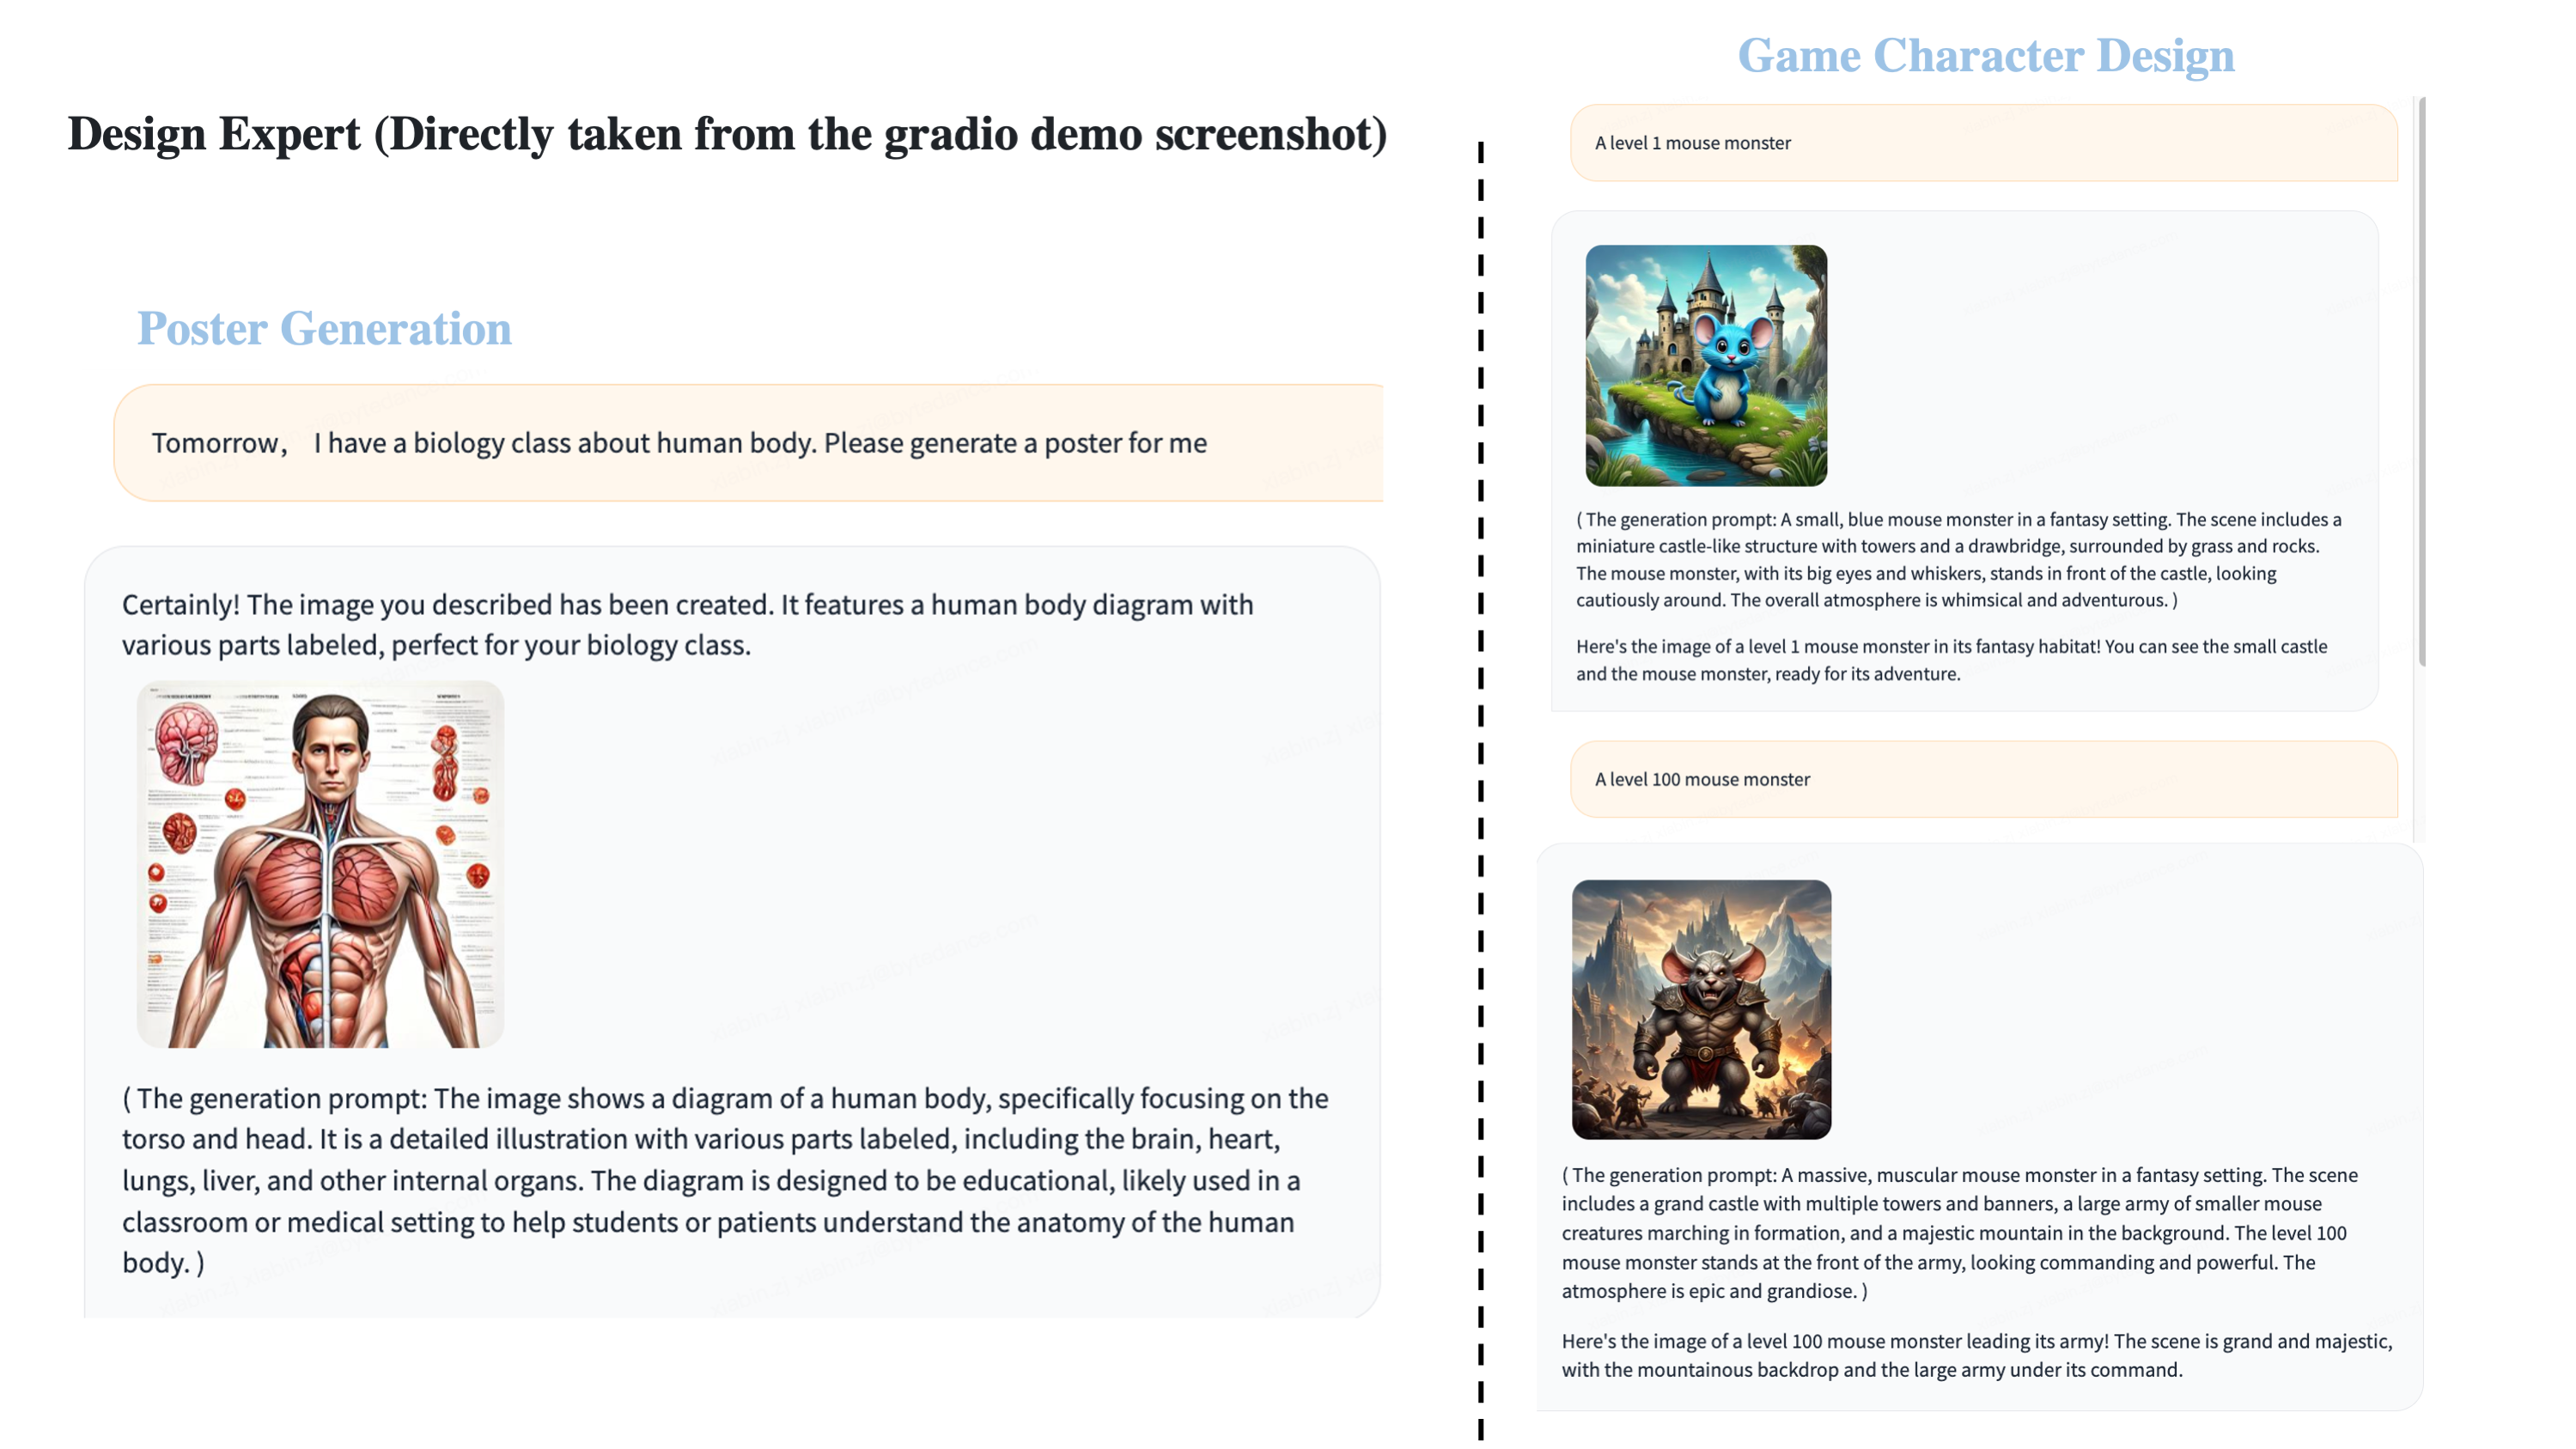 Design Expert (Directly taken from the gradio demo screenshot)
Poster Generation
Tomorrow,  I have a biology class about human body. Please generate a poster for me
Certainly! The image you described has been created. It features a human body diagram with
various parts labeled, perfect for your biology class.
( The generation prompt: The image shows a diagram of a human body, specifically focusing on the
torso and head. It is a detailed illustration with various parts labeled, including the brain, heart,
lungs, liver, and other internal organs. The diagram is designed to be educational, likely used in a
classroom or medical setting to help students or patients understand the anatomy of the human
body. )
Game Character Design
A level 1 mouse monster
( The generation prompt: A small, blue mouse monster in a fantasy setting. The scene includes a
miniature castle-like structure with towers and a drawbridge, surrounded by grass and rocks.
The mouse monster, with its big eyes and whiskers, stands in front of the castle, looking
cautiously around. The overall atmosphere is whimsical and adventurous. )
Here's the image of a level 1 mouse monster in its fantasy habitat! You can see the small castle
and the mouse monster, ready for its adventure.
A level 100 mouse monster
( The generation prompt: A massive, muscular mouse monster in a fantasy setting. The scene
includes a grand castle with multiple towers and banners, a large army of smaller mouse
creatures marching in formation, and a majestic mountain in the background. The level 100
mouse monster stands at the front of the army, looking commanding and powerful. The
atmosphere is epic and grandiose. )
Here's the image of a level 100 mouse monster leading its army! The scene is grand and majestic,
with the mountainous backdrop and the large army under its command.